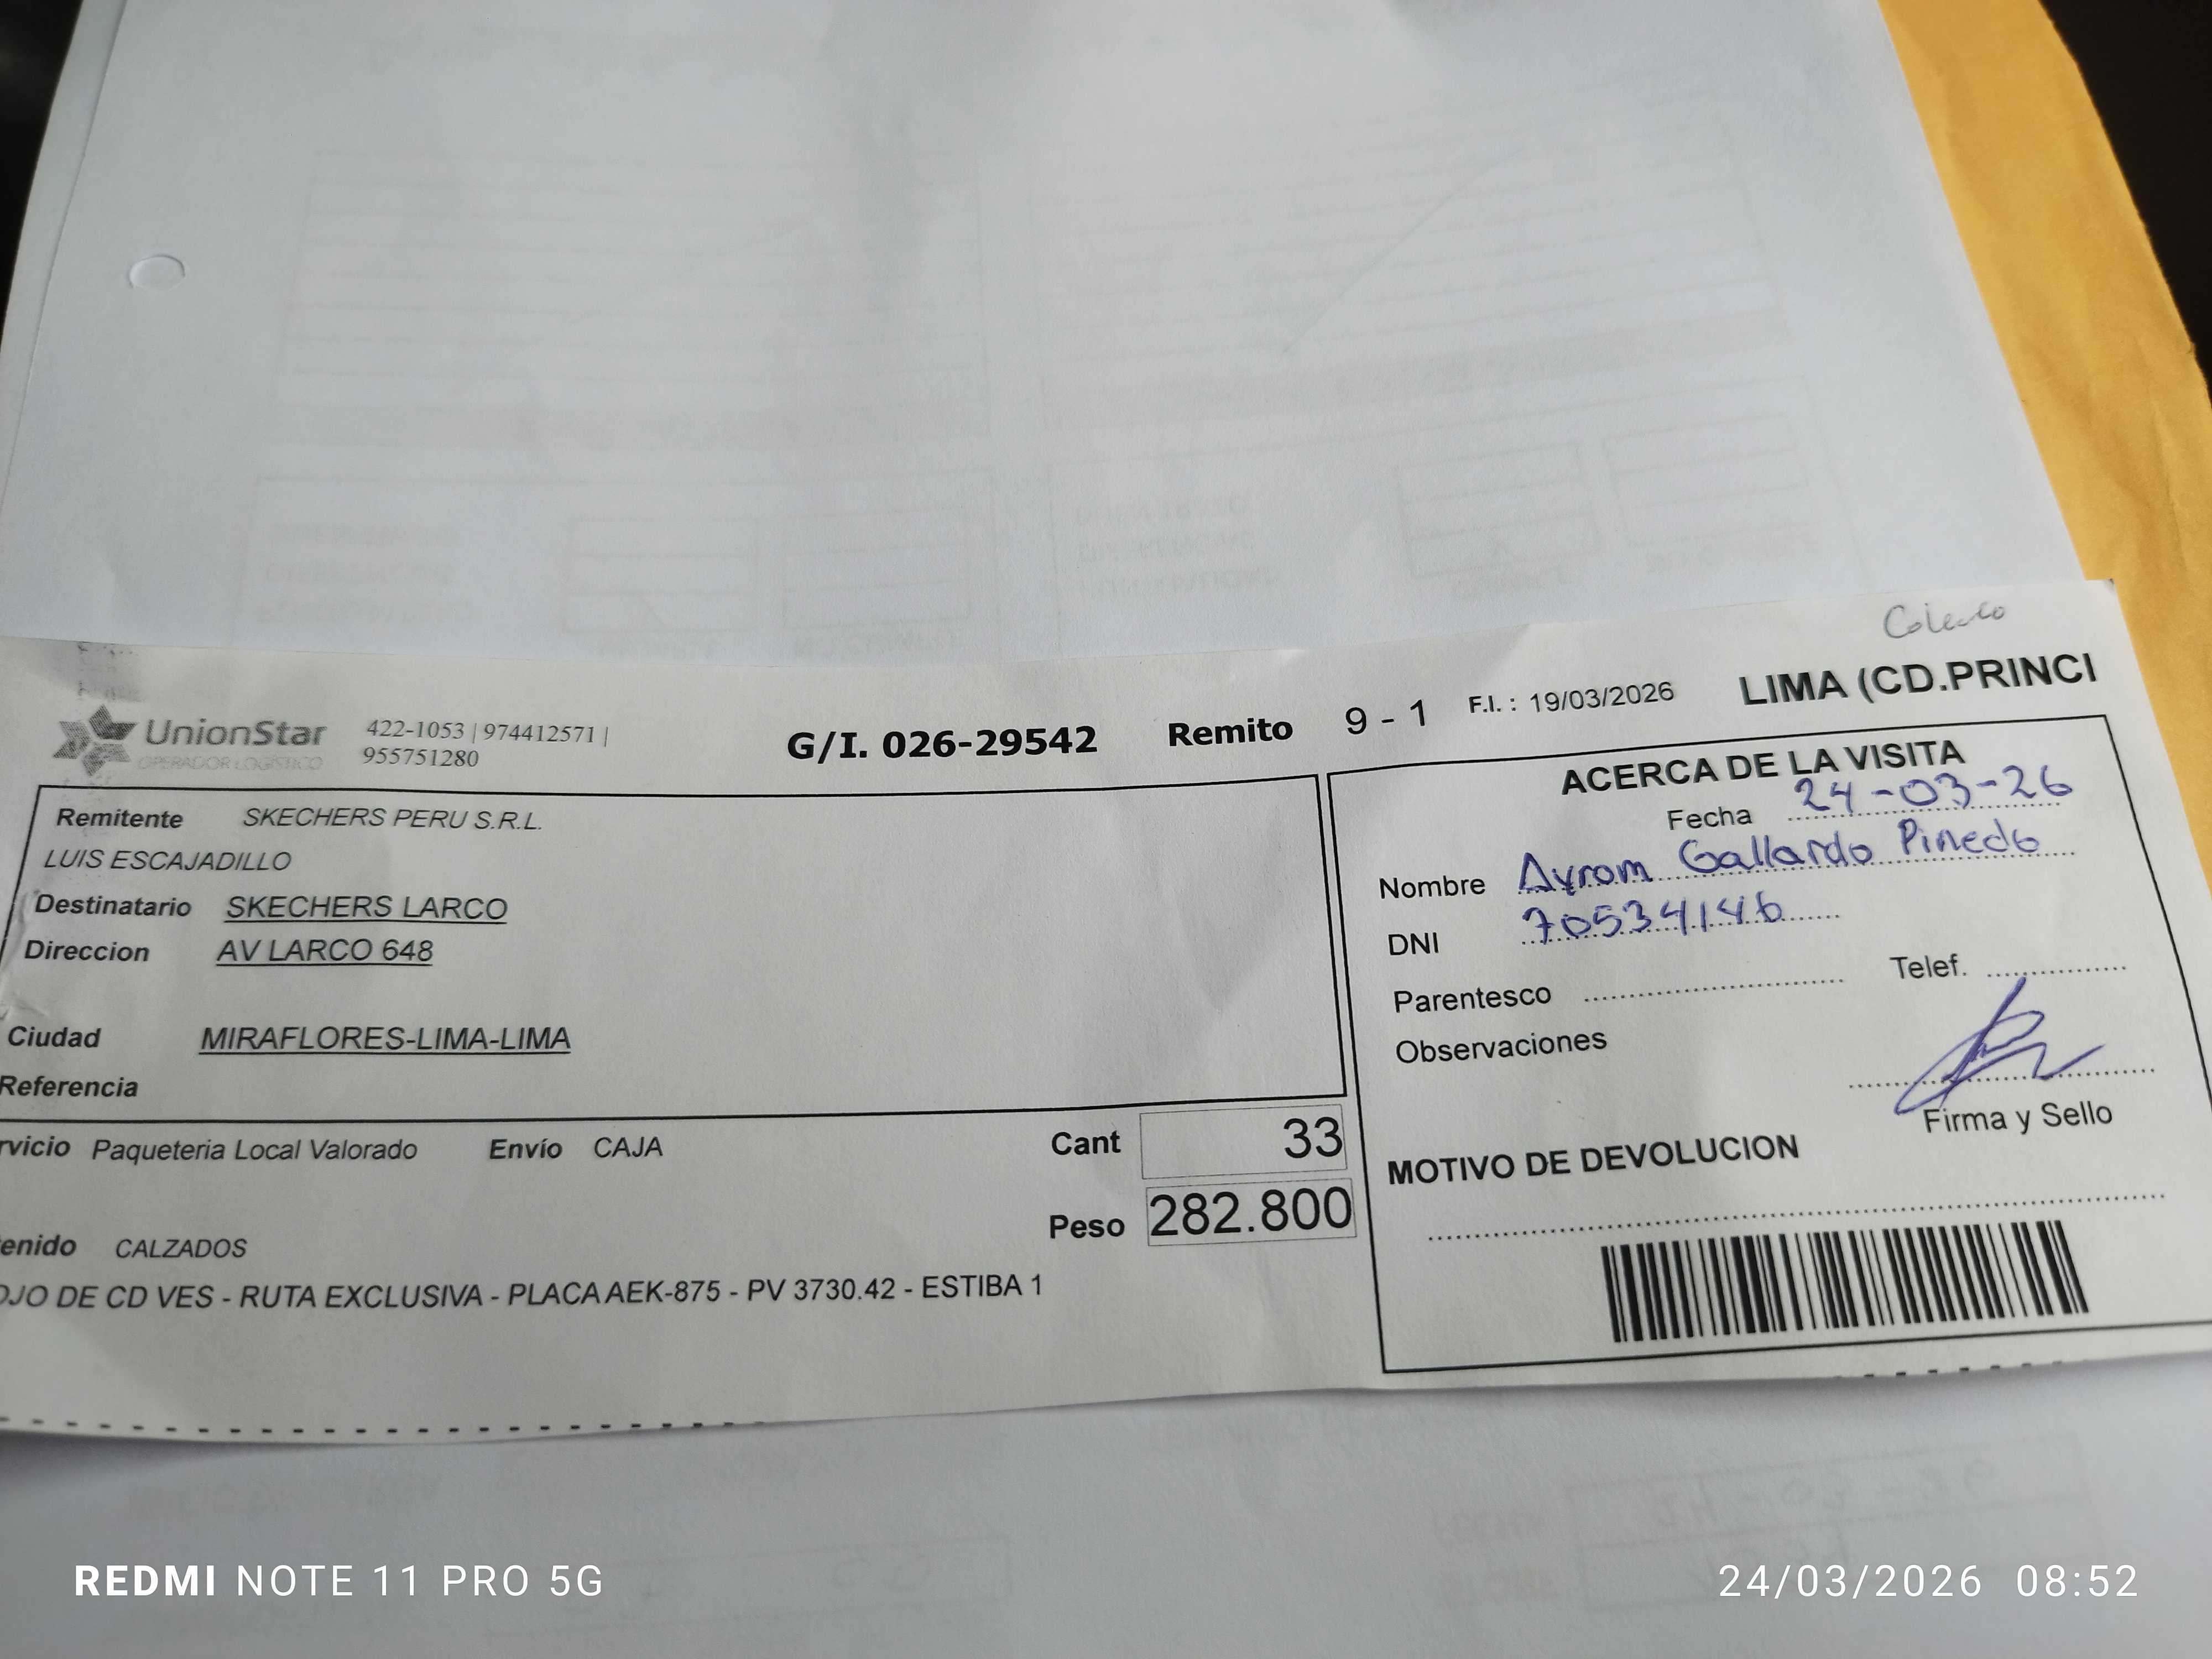 UnionStar
OPERADOR LOGISTICO
422-1053 | 974412571 |
955751280
G/I. 026-29542
Remito 9 - 1
F.I. : 19/03/2026
LIMA (CD.PRINCI
Remitente SKECHERS PERU S.R.L.
LUIS ESCAJADILLO
Destinatario SKECHERS LARCO
Direccion AV LARCO 648
Ciudad MIRAFLORES-LIMA-LIMA
Referencia
rvicio Paqueteria Local Valorado Envío CAJA
Cant 33
Peso 282.800
enido CALZADOS
OJO DE CD VES - RUTA EXCLUSIVA - PLACA AEK-875 - PV 3730.42 - ESTIBA 1
ACERCA DE LA VISITA
Fecha 24-03-26
Nombre Ayrom Gallardo Pinedo
DNI 70534146
Parentesco Telef.
Observaciones
Firma y Sello
MOTIVO DE DEVOLUCION
REDMI NOTE 11 PRO 5G
24/03/2026 08:52